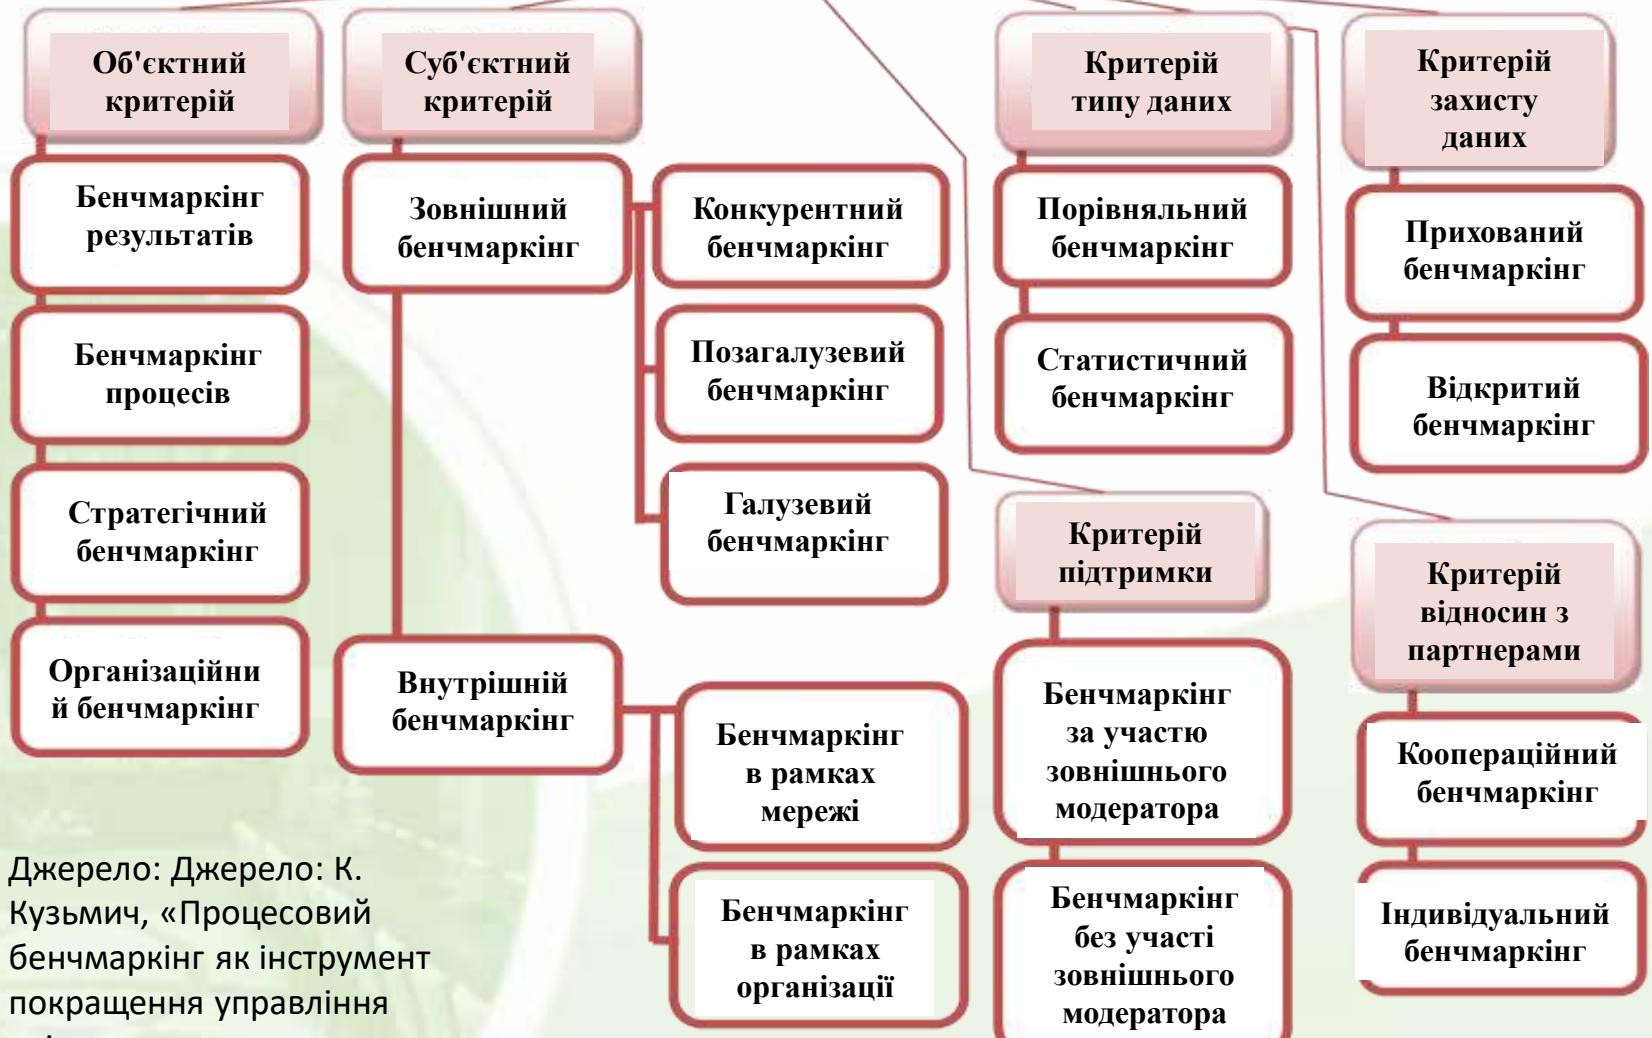 Об'єктний
критерій
Бенчмаркінг
результатів
Бенчмаркінг
процесів
Стратегічний
бенчмаркінг
Організаційни
й бенчмаркінг
Суб'єктний
критерій
Зовнішний
бенчмаркінг
Конкурентний
бенчмаркінг
Позагалузевий
бенчмаркінг
Галузевий
бенчмаркінг
Внутрішній
бенчмаркінг
Бенчмаркінг
в рамках
мережі
Бенчмаркінг
в рамках
організації
Критерій
типу даних
Порівняльний
бенчмаркінг
Статистичний
бенчмаркінг
Критерій
підтримки
Бенчмаркінг
за участю
зовнішнього
модератора
Бенчмаркінг
без участі
зовнішнього
модератора
Критерій
захисту
даних
Прихований
бенчмаркінг
Відкритий
бенчмаркінг
Критерій
відносин з
партнерами
Коопераційний
бенчмаркінг
Індивідуальний
бенчмаркінг
Джерело: Джерело: К.
Кузьмич, «Процесовий
бенчмаркінг як інструмент
покращення управління